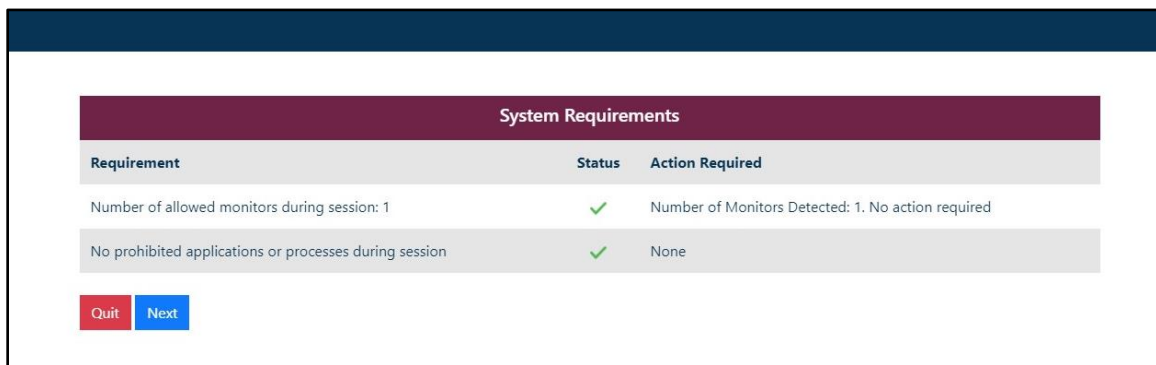 System Requirements
Requirement Status Action Required
Number of allowed monitors during session: 1 Number of Monitors Detected: 1. No action required
No prohibited applications or processes during session None
Quit Next